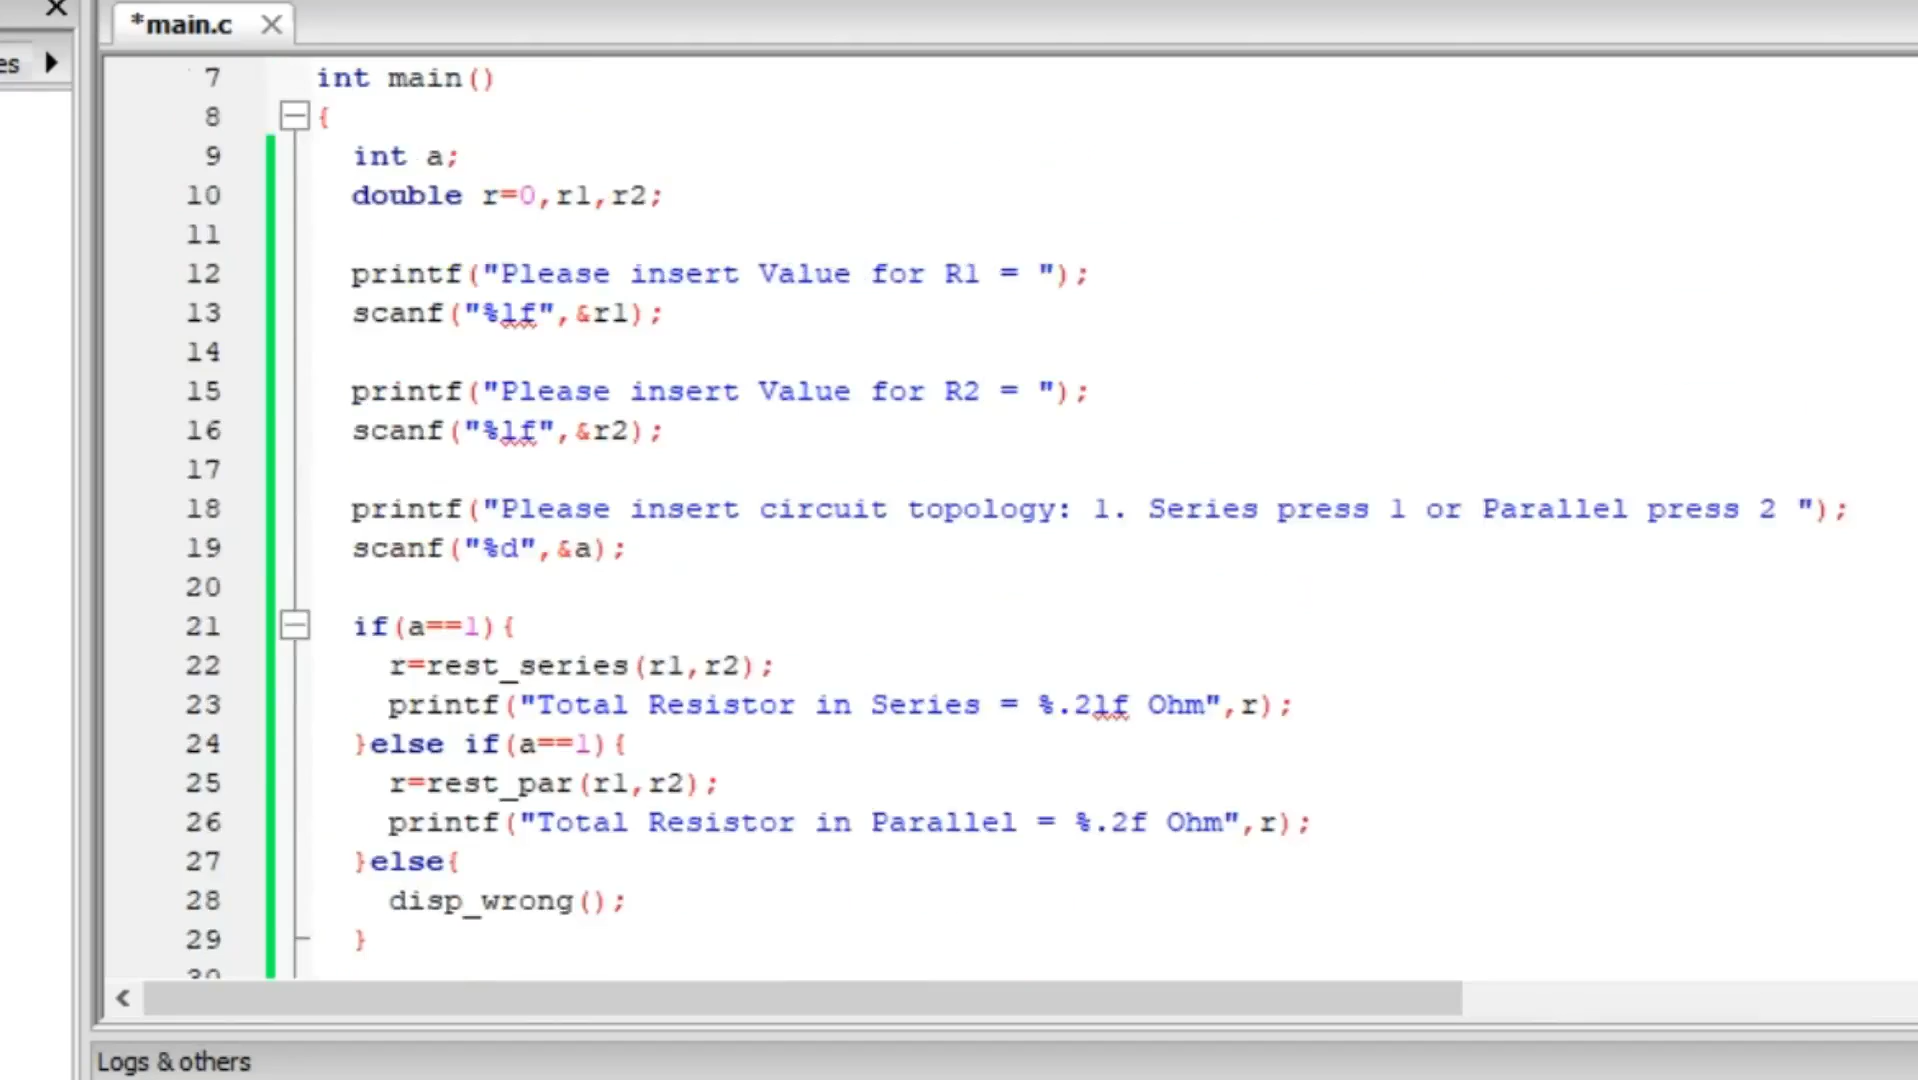 *main.c
es
7 int main()
8 {
9 int a;
10 double r=0,r1,r2;
11
12 printf("Please insert Value for R1 = ");
13 scanf("%lf",&r1);
14
15 printf("Please insert Value for R2 = ");
16 scanf("%lf",&r2);
17
18 printf("Please insert circuit topology: 1. Series press 1 or Parallel press 2 ");
19 scanf("%d",&a);
20
21 if(a==1){
22 r=rest_series(r1,r2);
23 printf("Total Resistor in Series = %.2lf Ohm",r);
24 }else if(a==1){
25 r=rest_par(r1,r2);
26 printf("Total Resistor in Parallel = %.2f Ohm",r);
27 }else{
28 disp_wrong();
29 }
30
Logs & others